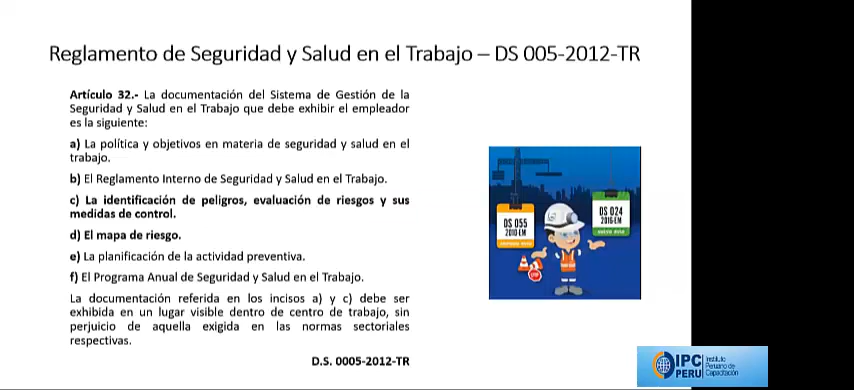 Reglamento de Seguridad y Salud en el Trabajo – DS 005-2012-TR
Artículo 32.- La documentación del Sistema de Gestión de la
Seguridad y Salud en el Trabajo que debe exhibir el empleador
es la siguiente:
a) La política y objetivos en materia de seguridad y salud en el
trabajo.
b) El Reglamento Interno de Seguridad y Salud en el Trabajo.
c) La identificación de peligros, evaluación de riesgos y sus
medidas de control.
d) El mapa de riesgo.
e) La planificación de la actividad preventiva.
f) El Programa Anual de Seguridad y Salud en el Trabajo.
La documentación referida en los incisos a) y c) debe ser
exhibida en un lugar visible dentro de centro de trabajo, sin
perjuicio de aquella exigida en las normas sectoriales
respectivas.
D.S. 0005-2012-TR
DS 055
2010-EM
DS 024
2016-EM
STOP
IPC
PERU
Instituto
Peruano de
Capacitación